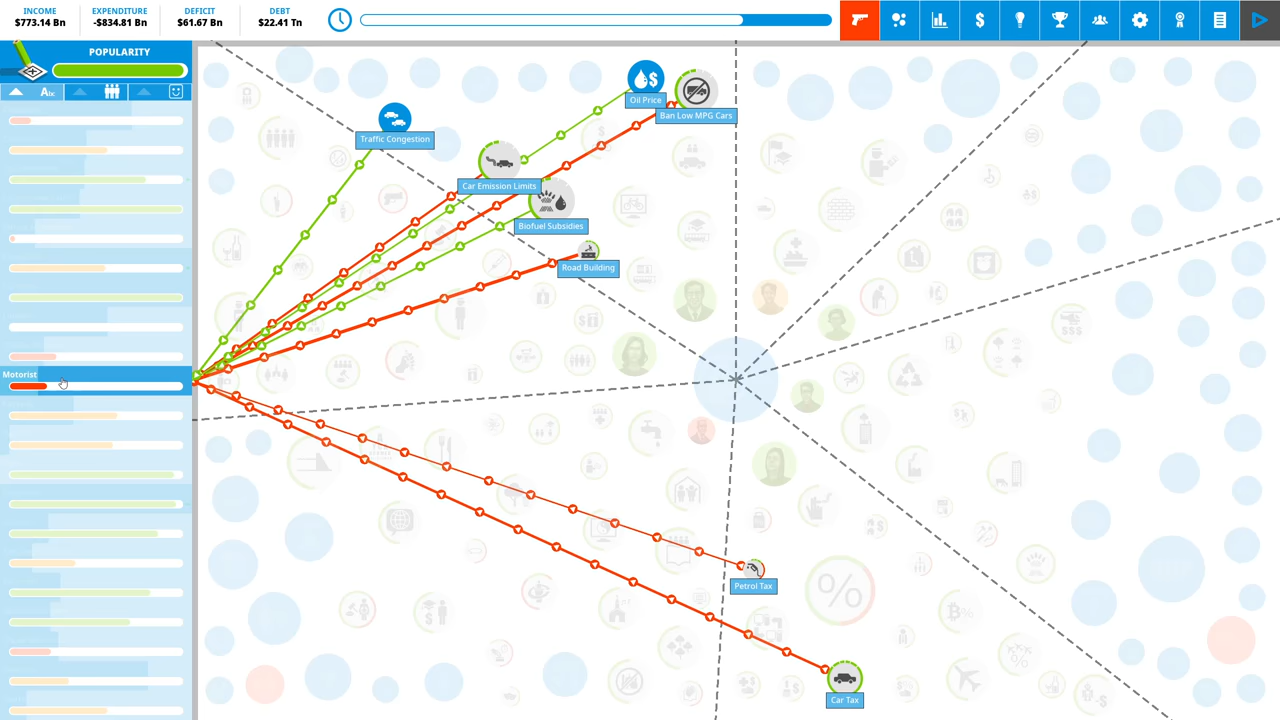 INCOME
$773.14 Bn
EXPENDITURE
-$834.81 Bn
DEFICIT
$61.67 Bn
DEBT
$22.41 Tn
POPULARITY
Motorist
Traffic Congestion
Oil Price
Ban Low MPG Cars
Car Emission Limits
Biofuel Subsidies
Road Building
Petrol Tax
Car Tax